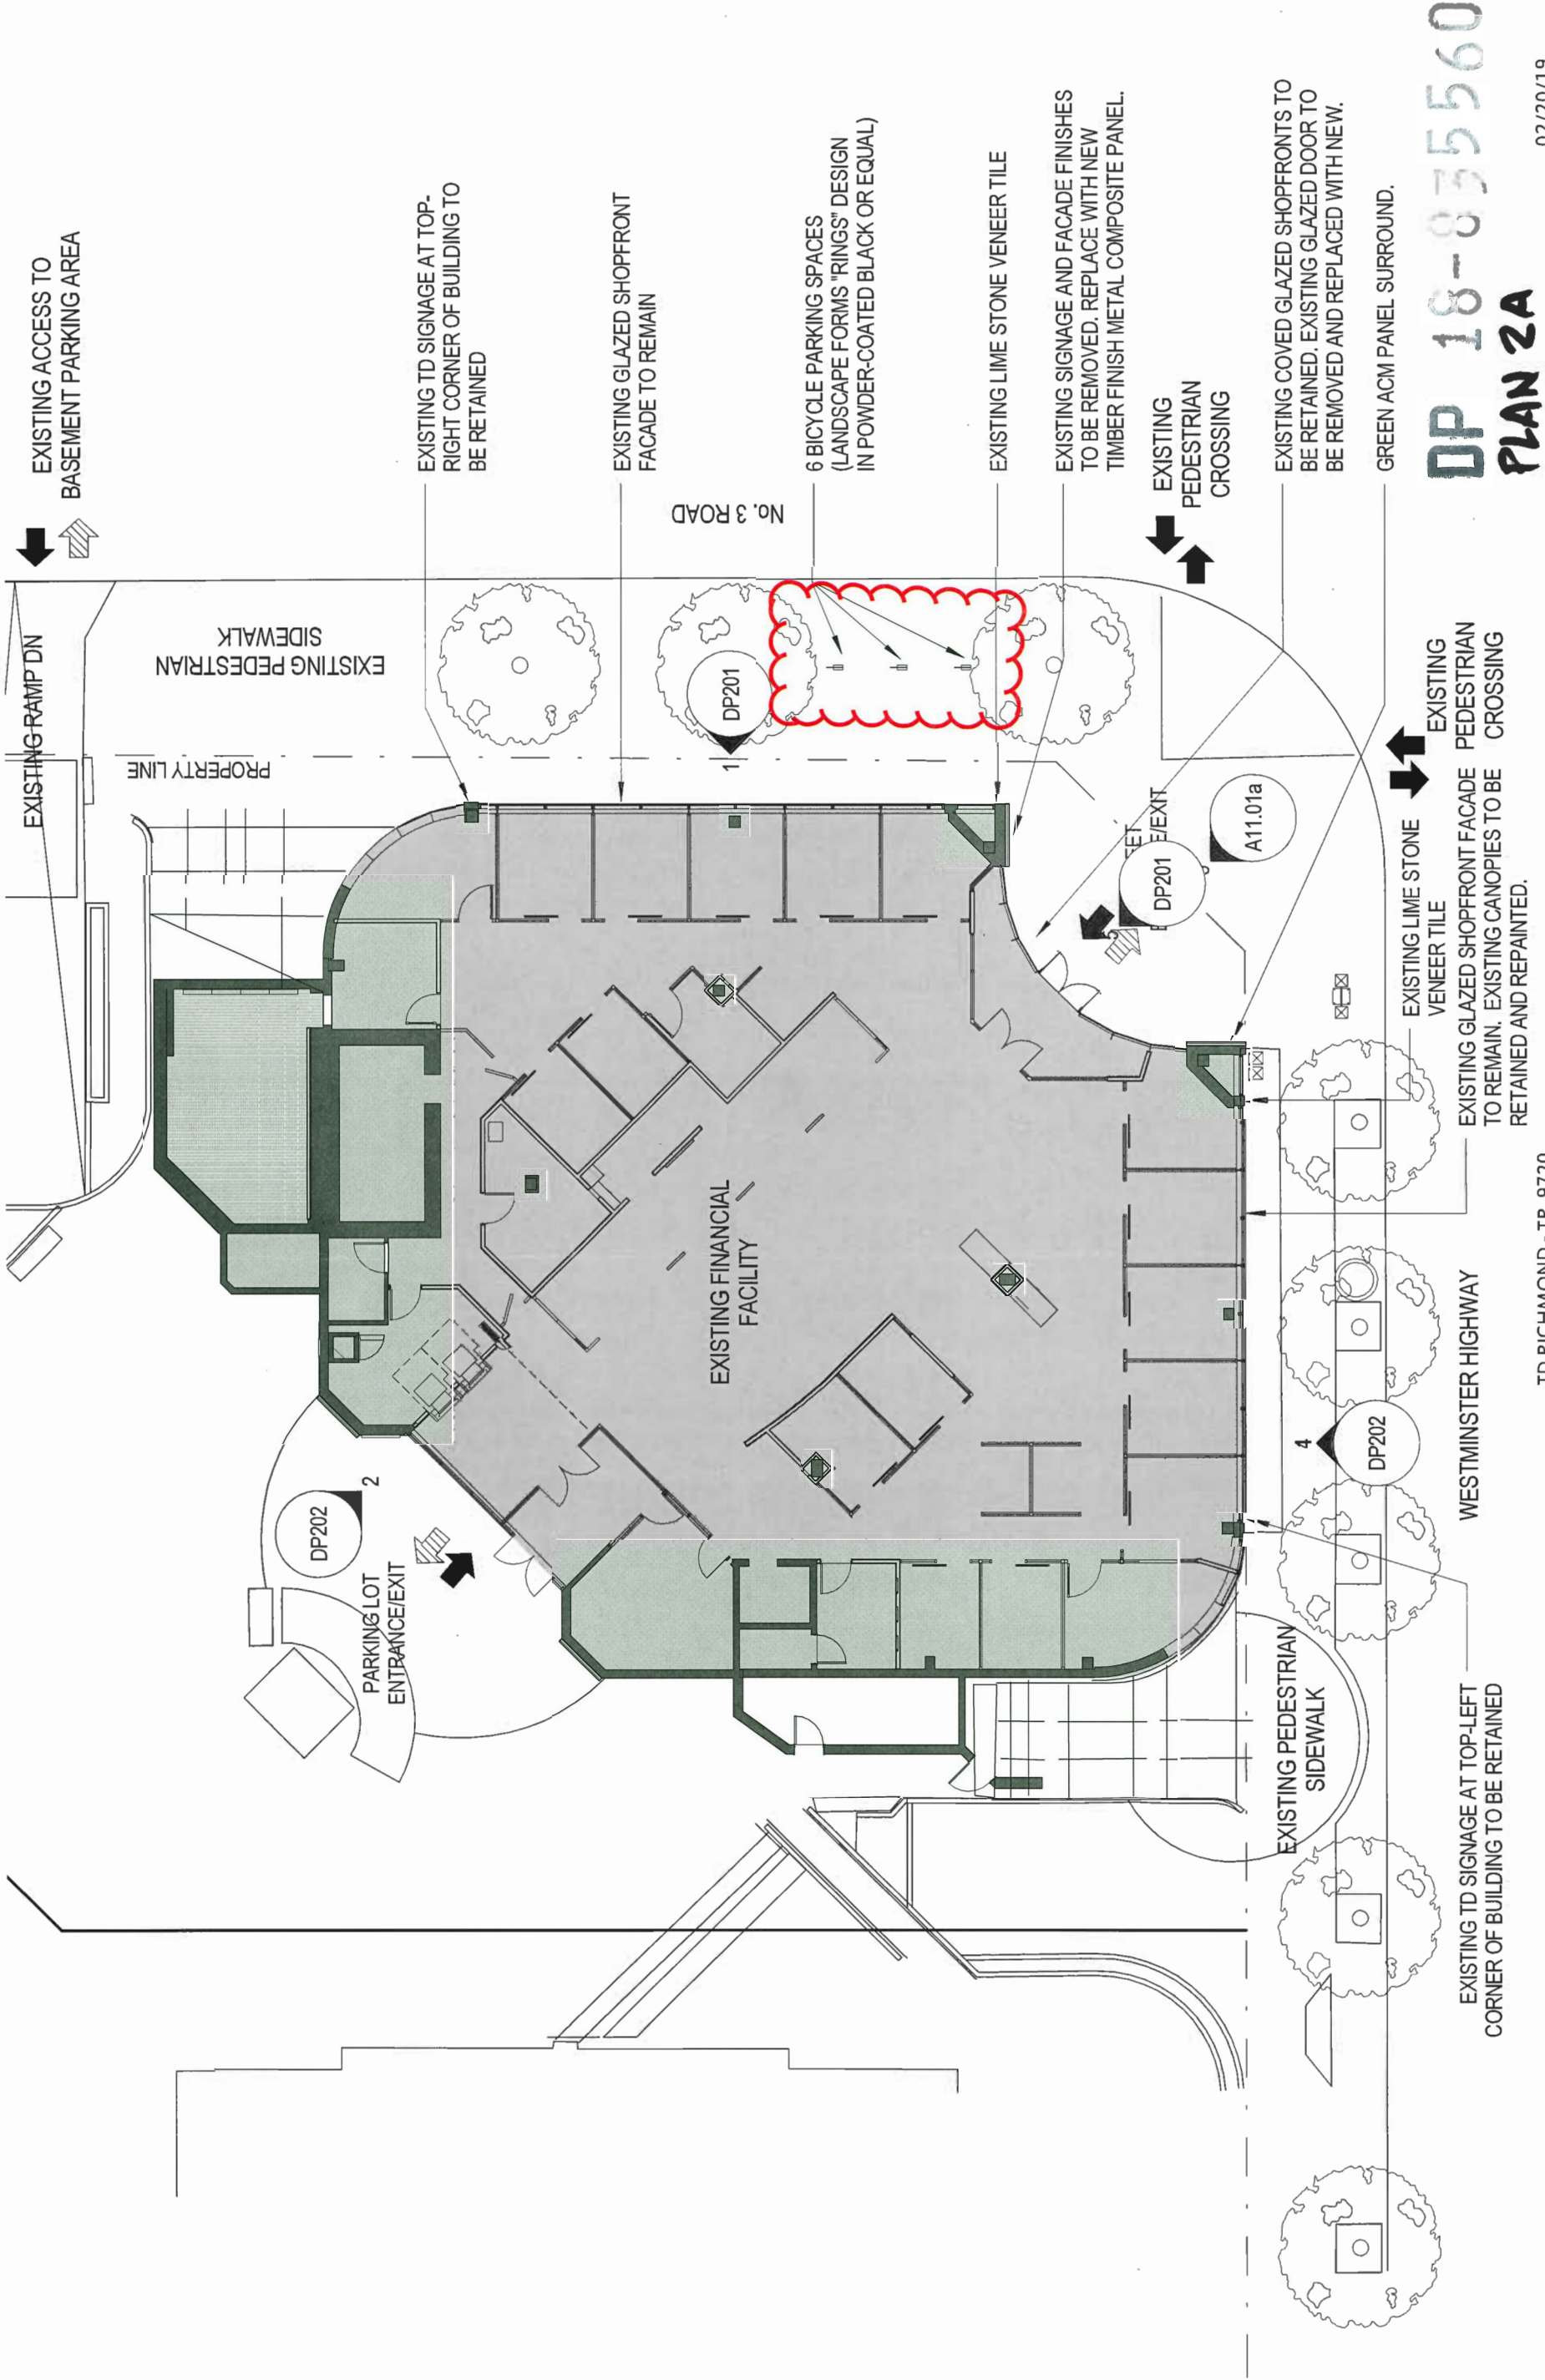 EXISTING ACCESS TO
BASEMENT PARKING AREA
EXISTING RAMP DN
EXISTING PEDESTRIAN
SIDEWALK
PROPERTY LINE
EXISTING TD SIGNAGE AT TOP-
RIGHT CORNER OF BUILDING TO
BE RETAINED
EXISTING GLAZED SHOPFRONT
FACADE TO REMAIN
No. 3 ROAD
6 BICYCLE PARKING SPACES
(LANDSCAPE FORMS "RINGS" DESIGN
IN POWDER-COATED BLACK OR EQUAL)
EXISTING LIME STONE VENEER TILE
EXISTING SIGNAGE AND FACADE FINISHES
TO BE REMOVED. REPLACE WITH NEW
TIMBER FINISH METAL COMPOSITE PANEL.
EXISTING
PEDESTRIAN
CROSSING
EXISTING COVED GLAZED SHOPFRONTS TO
BE RETAINED. EXISTING GLAZED DOOR TO
BE REMOVED AND REPLACED WITH NEW.
GREEN ACM PANEL SURROUND.
DP201
1
DP201
E/EXIT
A11.01a
EXISTING
PEDESTRIAN
CROSSING
EXISTING LIME STONE
VENEER TILE
EXISTING GLAZED SHOPFRONT FACADE
TO REMAIN. EXISTING CANOPIES TO BE
RETAINED AND REPAINTED.
EXISTING FINANCIAL
FACILITY
DP202
2
PARKING LOT
ENTRANCE/EXIT
DP202
4
WESTMINSTER HIGHWAY
EXISTING PEDESTRIAN
SIDEWALK
EXISTING TD SIGNAGE AT TOP-LEFT
CORNER OF BUILDING TO BE RETAINED
DP 18-835560
PLAN 2A